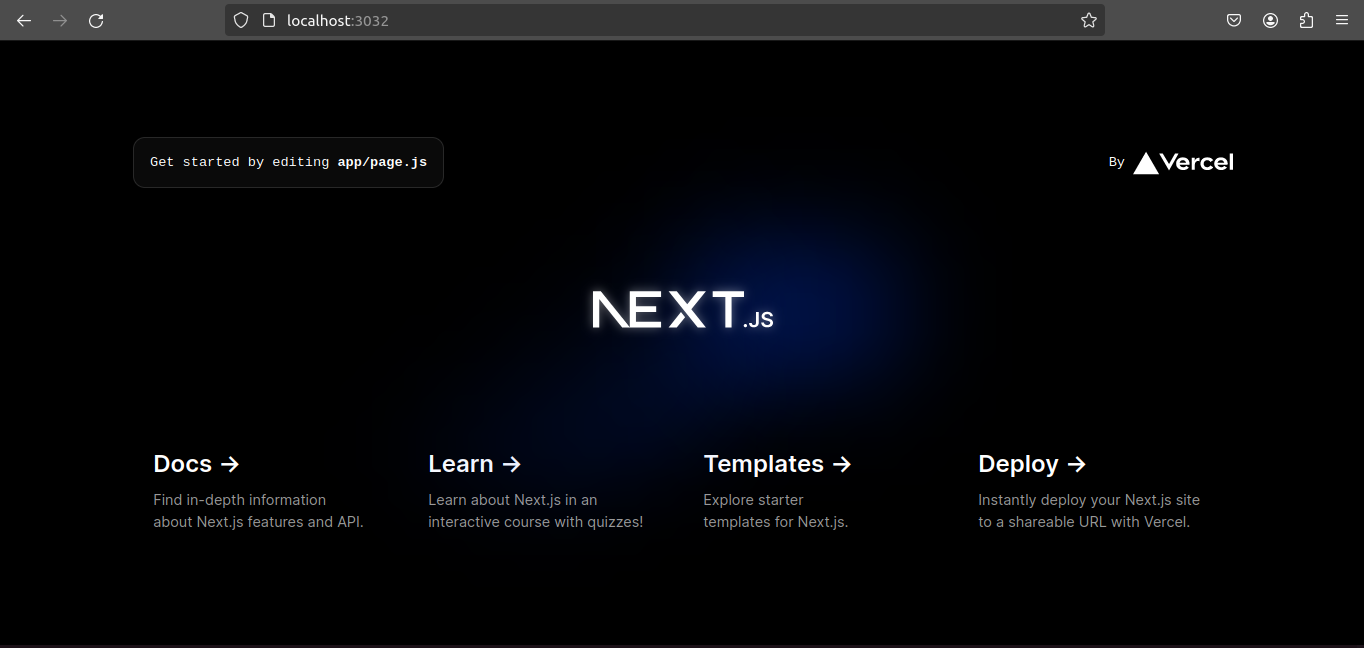 localhost:3032
Get started by editing app/page.js
By Vercel
NEXT.JS
Docs →
Find in-depth information
about Next.js features and API.
Learn →
Learn about Next.js in an
interactive course with quizzes!
Templates →
Explore starter
templates for Next.js.
Deploy →
Instantly deploy your Next.js site
to a shareable URL with Vercel.